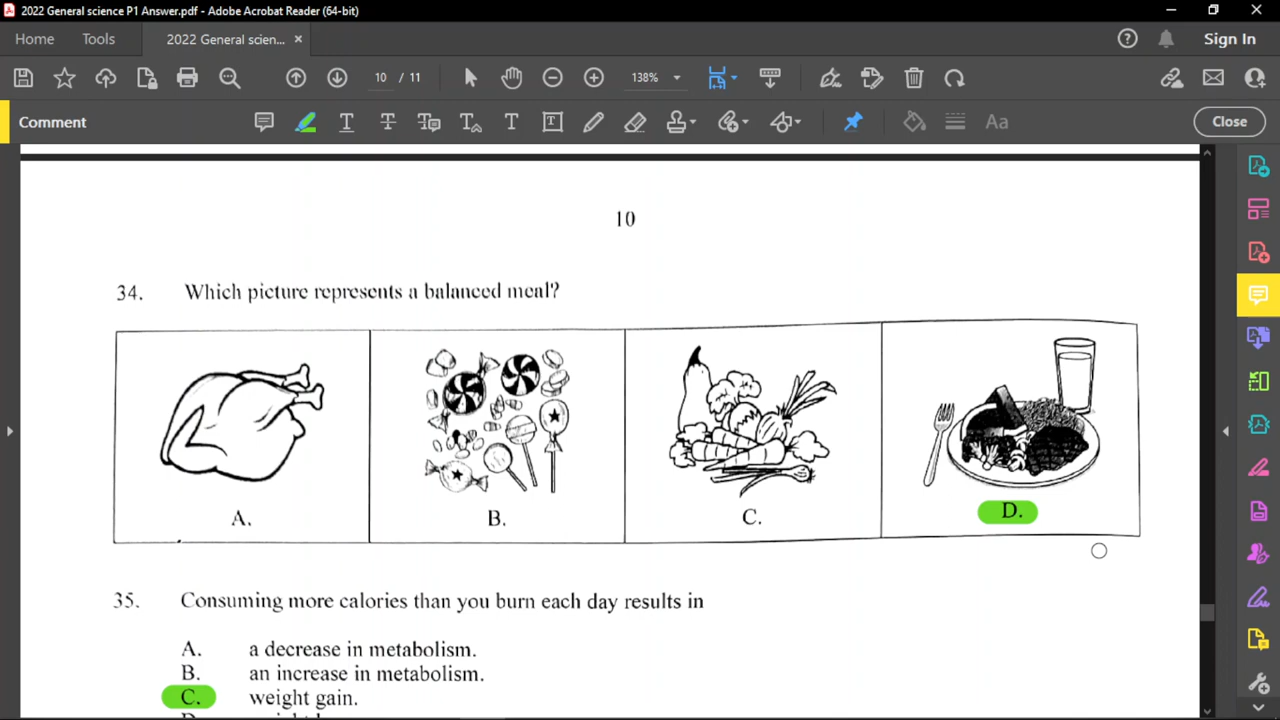 2022 General science P1 Answer.pdf - Adobe Acrobat Reader (64-bit)
Home Tools 2022 General scien... × Sign In
10 / 11 138%
Comment Close
10
34. Which picture represents a balanced meal?
A. B. C. D.
35. Consuming more calories than you burn each day results in
A. a decrease in metabolism.
B. an increase in metabolism.
C. weight gain.